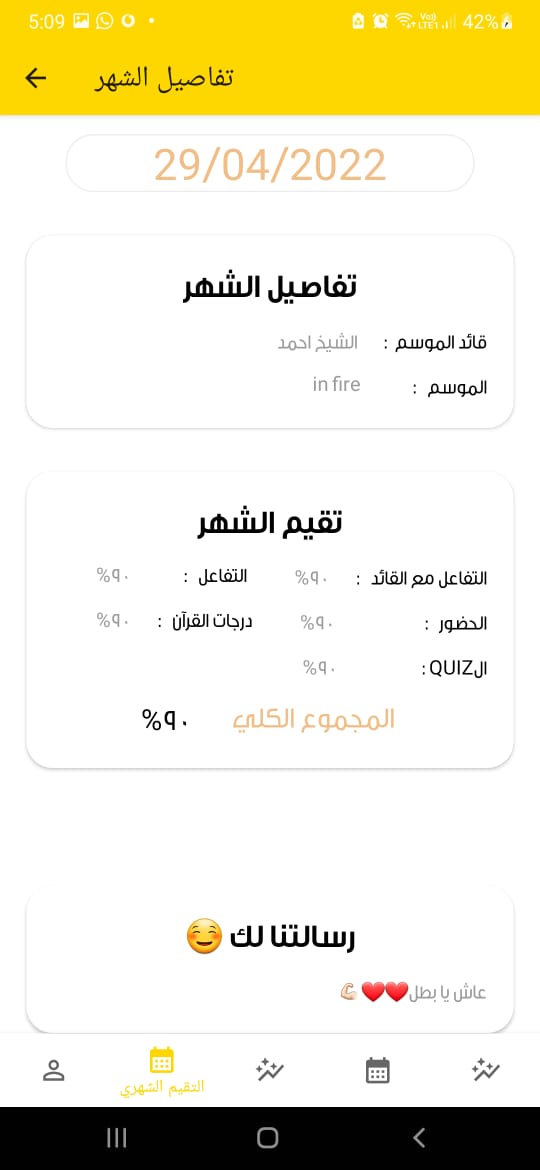 5:09 Vo) LTE1 42%
تفاصيل الشهر
29/04/2022
تفاصيل الشهر
قائد الموسم : الشيخ احمد
الموسم : in fire
تقيم الشهر
التفاعل مع القائد : ٩٠% التفاعل : ٩٠%
الحضور : ٩٠% درجات القرآن : ٩٠%
الQUIZ: ٩٠%
المجموع الكلي ٩٠%
رسالتنا لك 😊
عاش يا بطل❤️❤️💪🏻
التقيم الشهري